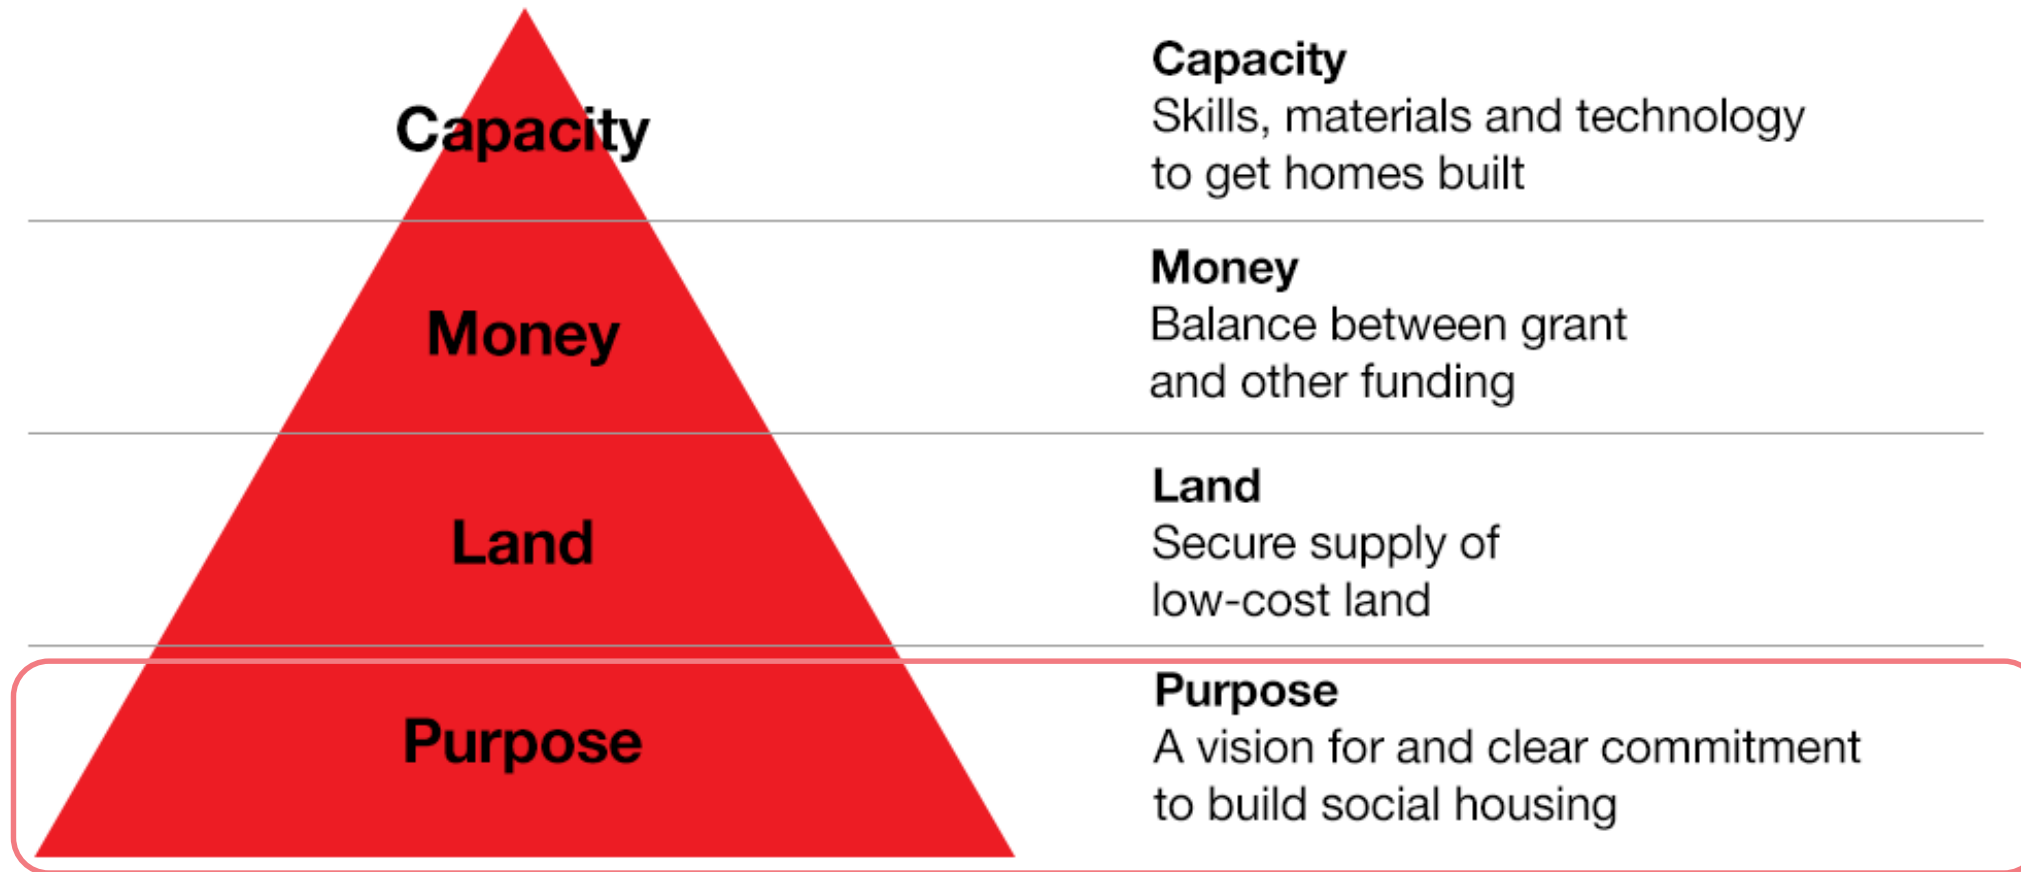 Capacity
Capacity
Skills, materials and technology
to get homes built
Money
Money
Balance between grant
and other funding
Land
Land
Secure supply of
low-cost land
Purpose
Purpose
A vision for and clear commitment
to build social housing